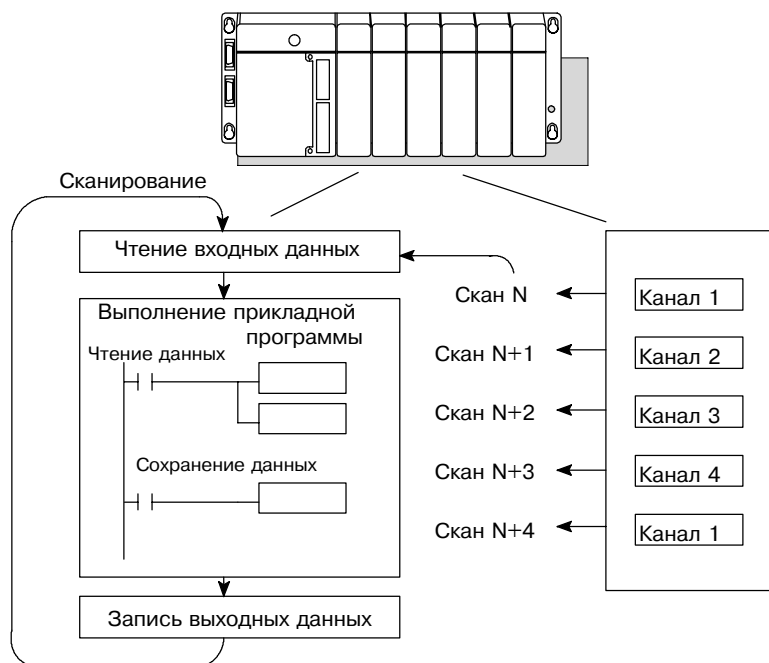 Сканирование
Чтение входных данных
Выполнение прикладной
программы
Чтение данных
Сохранение данных
Запись выходных данных
Скан N
Скан N+1
Скан N+2
Скан N+3
Скан N+4
Канал 1
Канал 2
Канал 3
Канал 4
Канал 1